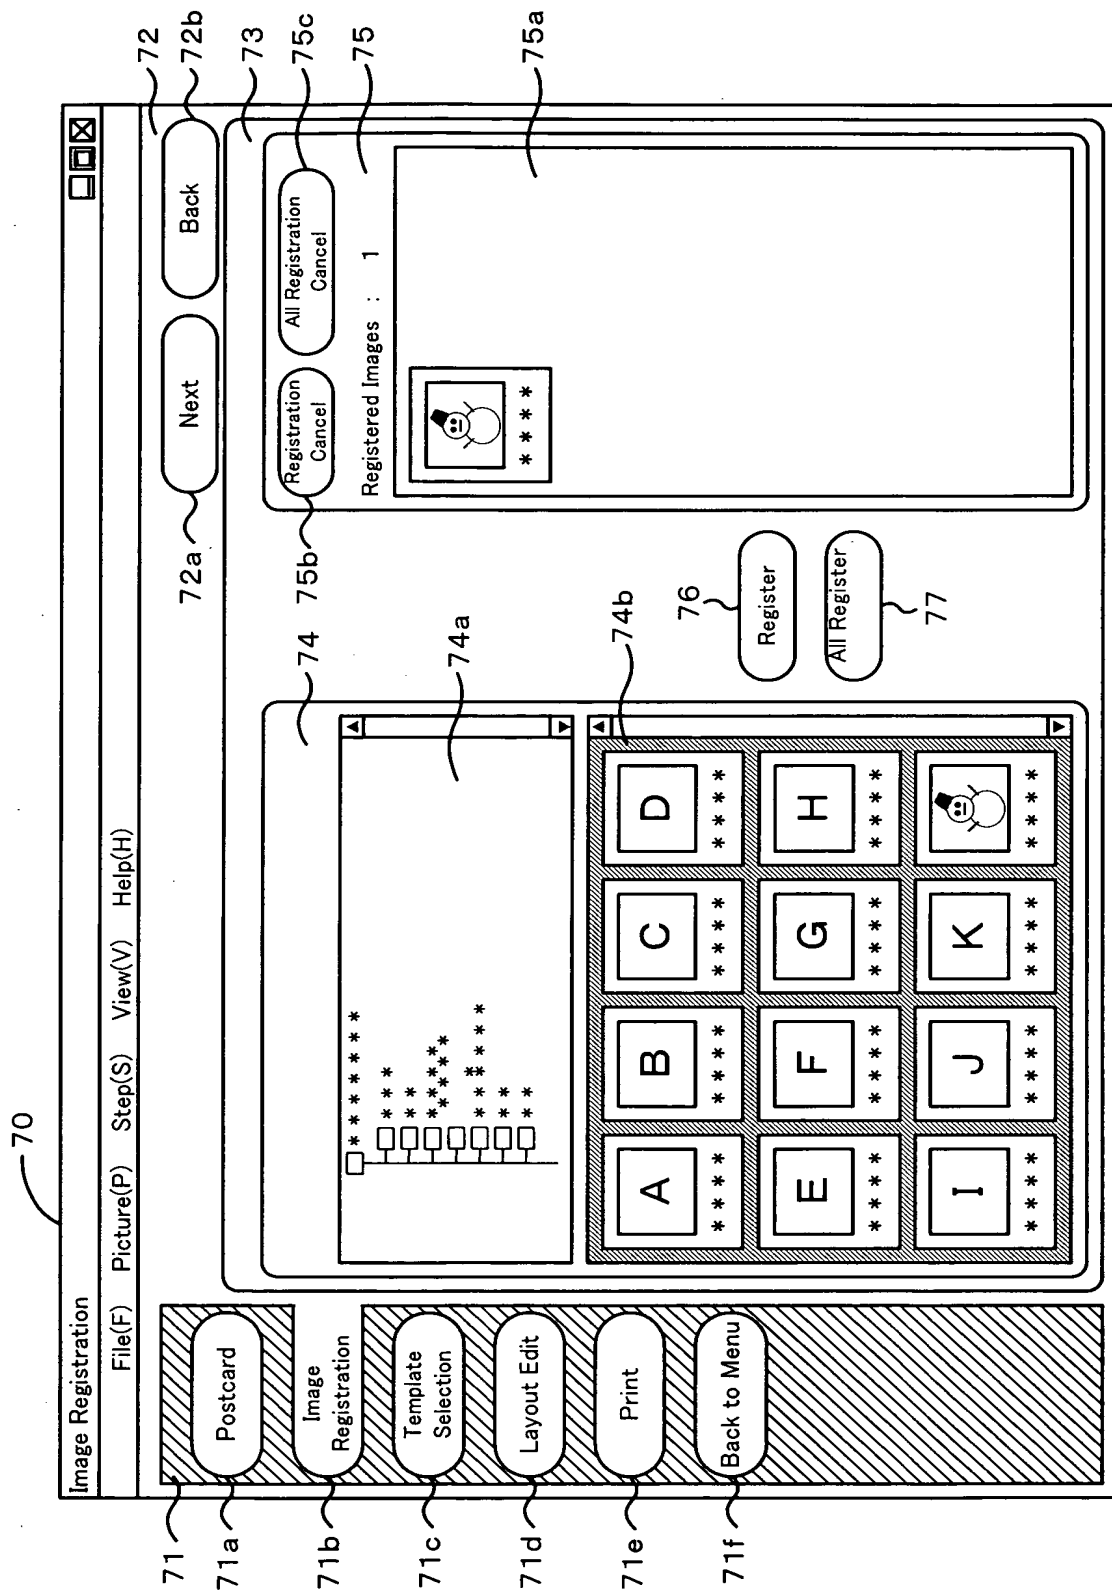 70
Image Registration
File(F) Picture(P) Step(S) View(V) Help(H)
72
72b
72a
Next
Back
73
71
71a
Postcard
71b
Image
Registration
71c
Template
Selection
71d
Layout Edit
71e
Print
71f
Back to Menu
74
74a
********
***
**
****
****
*
******
**
**
74b
A
B
C
D
****
****
****
****
E
F
G
H
****
****
****
****
I
J
K
****
****
****
****
76
Register
All Register
77
75b
Registration
Cancel
75c
All Registration
Cancel
75
Registered Images : 1
75a
****